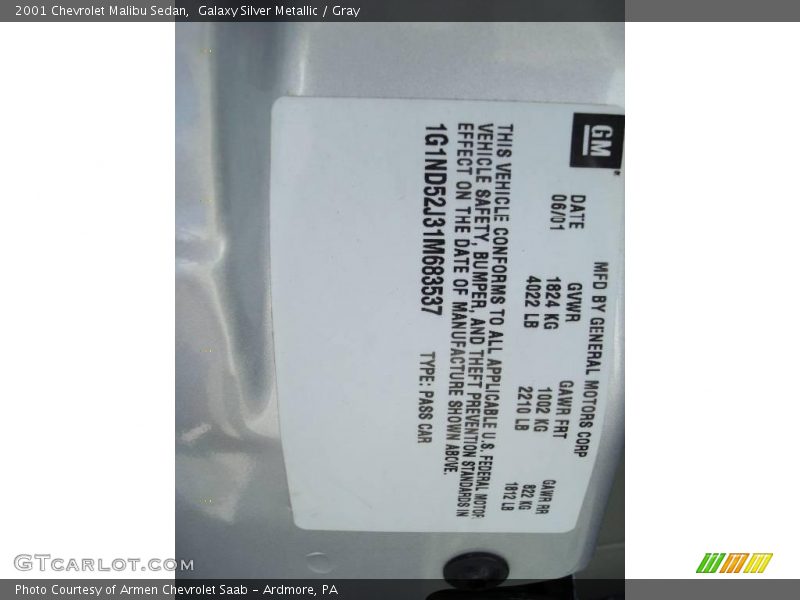 2001 Chevrolet Malibu Sedan,  Galaxy Silver Metallic / Gray
GM
MFD BY GENERAL MOTORS CORP
DATE GVWR GAWR FRT GAWR RR
06/01 1824 KG 1002 KG 822 KG
4022 LB 2210 LB 1812 LB
THIS VEHICLE CONFORMS TO ALL APPLICABLE U.S. FEDERAL MOTOR
VEHICLE SAFETY, BUMPER, AND THEFT PREVENTION STANDARDS IN
EFFECT ON THE DATE OF MANUFACTURE SHOWN ABOVE.
1G1ND52J31M683537 TYPE: PASS CAR
GTcarlot.com
Photo Courtesy of Armen Chevrolet Saab - Ardmore, PA